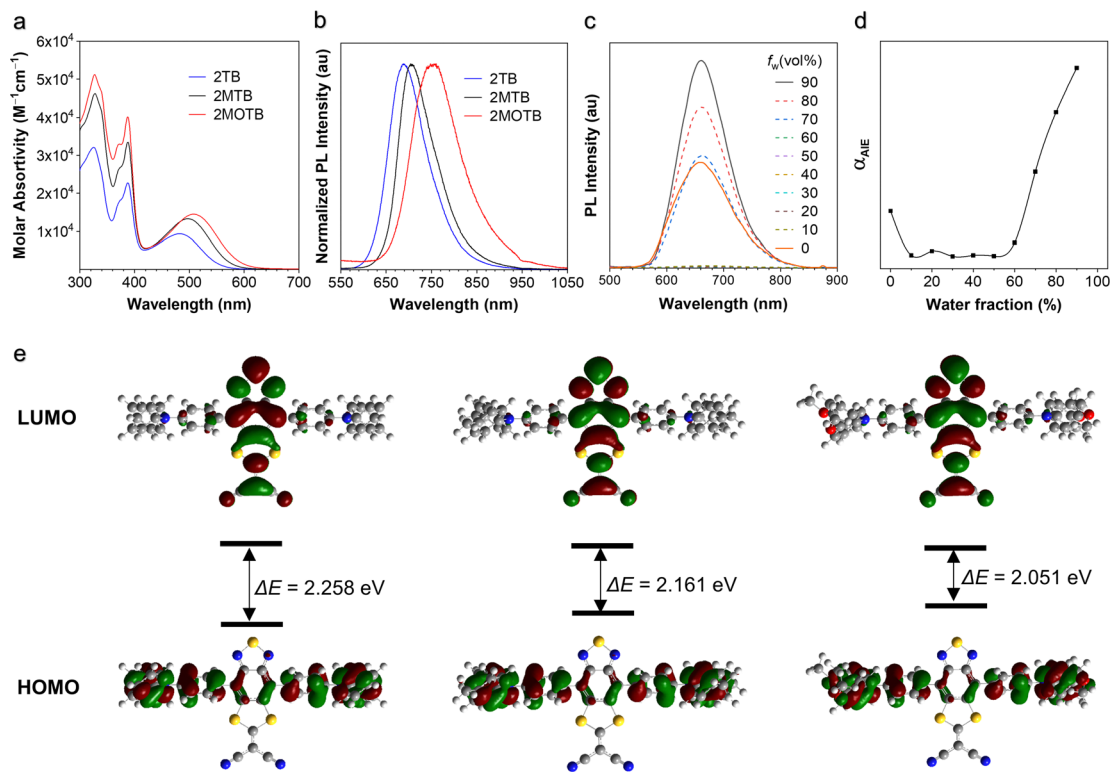 a
Molar Absortivity (M⁻¹cm⁻¹)
6x10⁴
5x10⁴
4x10⁴
3x10⁴
2x10⁴
1x10⁴
2TB
2MTB
2MOTB
300 400 500 600 700
Wavelength (nm)
b
Normalized PL Intensity (au)
2TB
2MTB
2MOTB
550 650 750 850 950 1050
Wavelength (nm)
c
PL Intensity (au)
fw(vol%)
90
80
70
60
50
40
30
20
10
0
500 600 700 800 900
Wavelength (nm)
d
αAIE
0 20 40 60 80 100
Water fraction (%)
e
LUMO
ΔE = 2.258 eV
ΔE = 2.161 eV
ΔE = 2.051 eV
HOMO